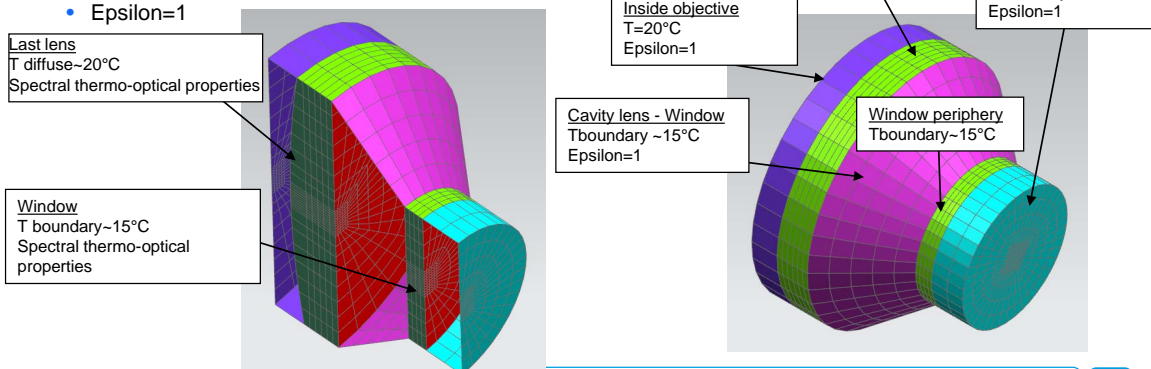 • Epsilon=1
Last lens
T diffuse~20°C
Spectral thermo-optical properties
Window
T boundary~15°C
Spectral thermo-optical
properties
Inside objective
T=20°C
Epsilon=1
Epsilon=1
Cavity lens - Window
Tboundary ~15°C
Epsilon=1
Window periphery
Tboundary~15°C